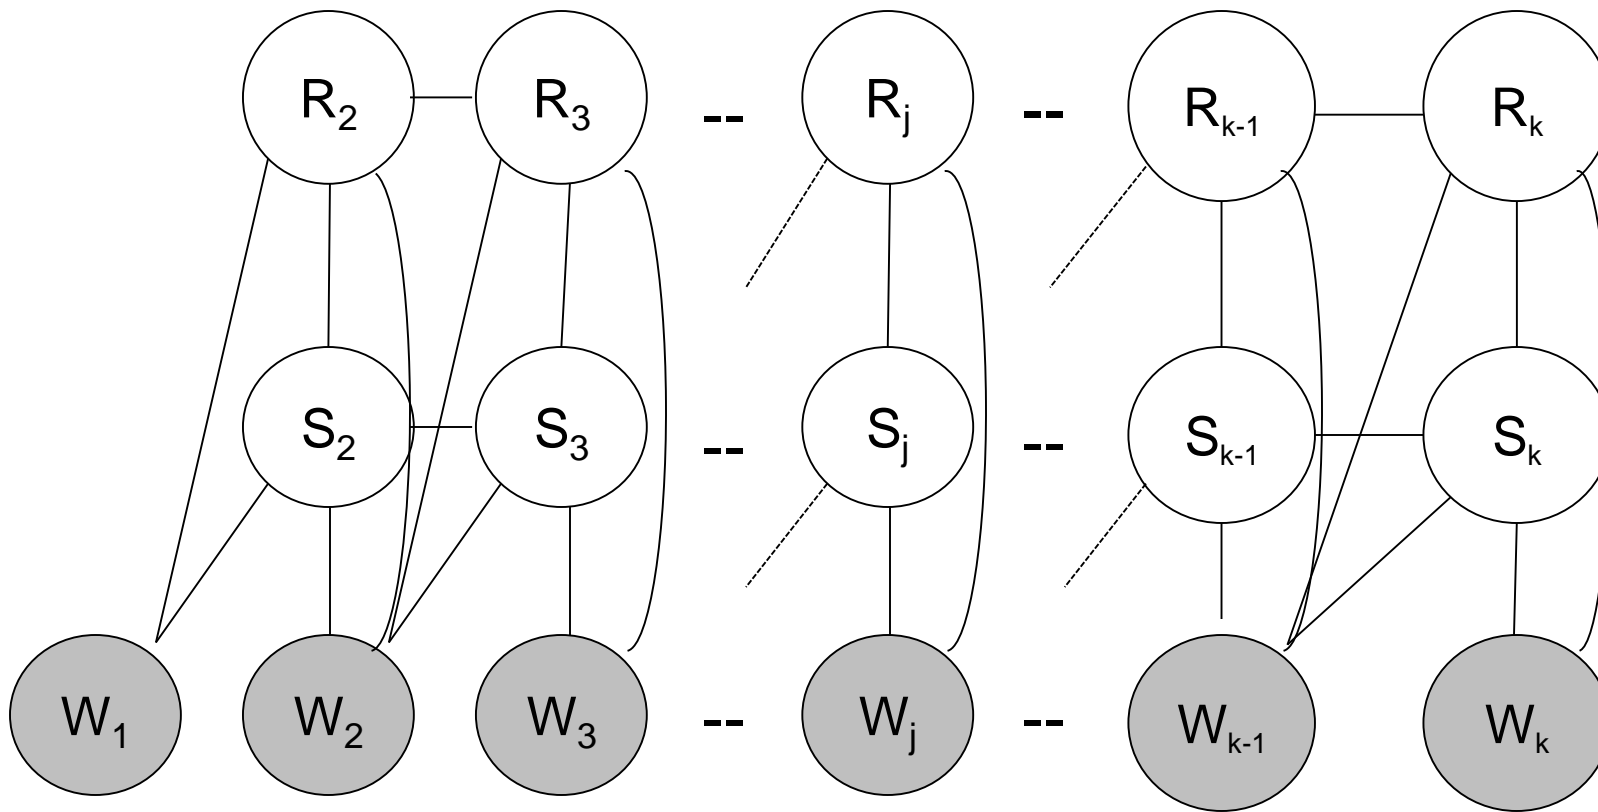 R2 R3 -- Rj -- Rk-1 Rk
S2 S3 -- Sj -- Sk-1 Sk
W1 W2 W3 -- Wj -- Wk-1 Wk